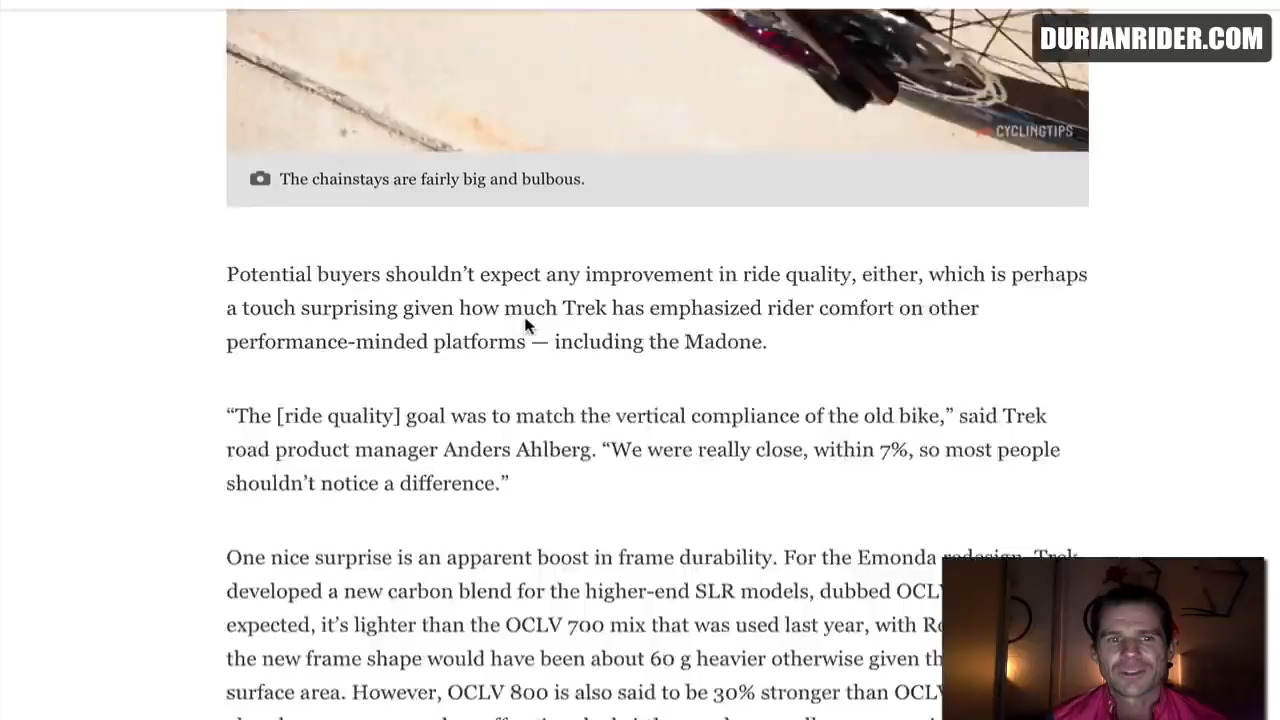 DURIANRIDER.COM
CYCLINGTIPS
The chainstays are fairly big and bulbous.
Potential buyers shouldn’t expect any improvement in ride quality, either, which is perhaps
a touch surprising given how much Trek has emphasized rider comfort on other
performance-minded platforms — including the Madone.
“The [ride quality] goal was to match the vertical compliance of the old bike,” said Trek
road product manager Anders Ahlberg. “We were really close, within 7%, so most people
shouldn’t notice a difference.”
One nice surprise is an apparent boost in frame durability. For the Emonda redesign, Trek
developed a new carbon blend for the higher-end SLR models, dubbed OCLV
expected, it’s lighter than the OCLV 700 mix that was used last year, with
the new frame shape would have been about 60 g heavier otherwise given
surface area. However, OCLV 800 is also said to be 30% stronger than OCLV